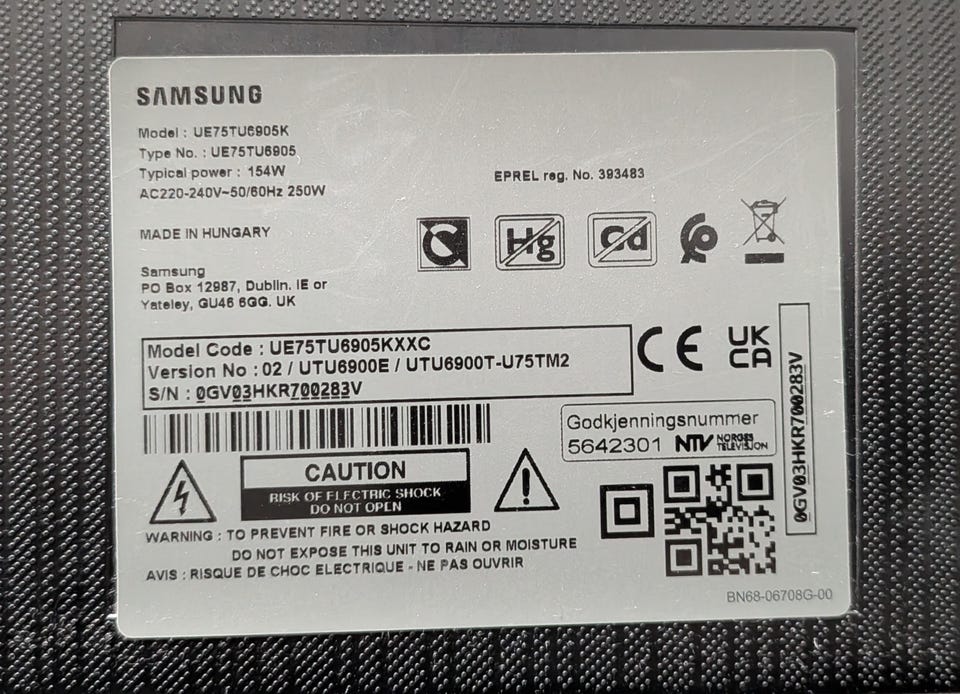 SAMSUNG
Model : UE75TU6905K
Type No. : UE75TU6905
Typical power : 154W
AC220-240V~50/60Hz 250W
EPREL reg. No. 393483
MADE IN HUNGARY
Hg
Cd
Samsung
PO Box 12987, Dublin. IE or
Yateley, GU46 6GG. UK
Model Code : UE75TU6905KXXC
Version No : 02 / UTU6900E / UTU6900T-U75TM2
S/N : 0GV03HKR700283V
CE
UK
CA
0GV03HKR700283V
Godkjenningsnummer
5642301 NTV NORGES
TELEVISJON
CAUTION
RISK OF ELECTRIC SHOCK
DO NOT OPEN
WARNING : TO PREVENT FIRE OR SHOCK HAZARD
DO NOT EXPOSE THIS UNIT TO RAIN OR MOISTURE
AVIS : RISQUE DE CHOC ELECTRIQUE - NE PAS OUVRIR
BN68-06708G-00